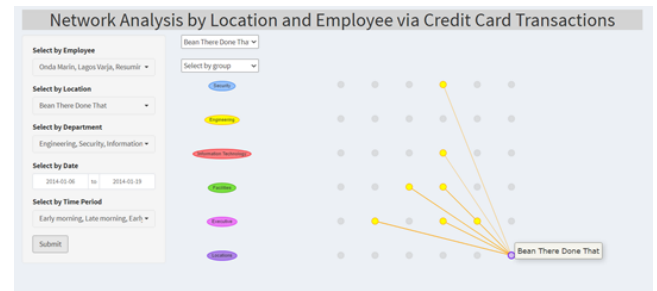 Network Analysis by Location and Employee via Credit Card Transactions
Select by Employee
Onda Marin, Lagos Varja, Resumir
Select by Location
Bean There Done That
Select by Department
Engineering, Security, Information
Select by Date
2014-01-06 to 2014-01-19
Select by Time Period
Early morning, Late morning, Early
Submit
Bean There Done Tha
Select by group
Security
Engineering
Information Technology
Facilities
Executive
Locations
Bean There Done That